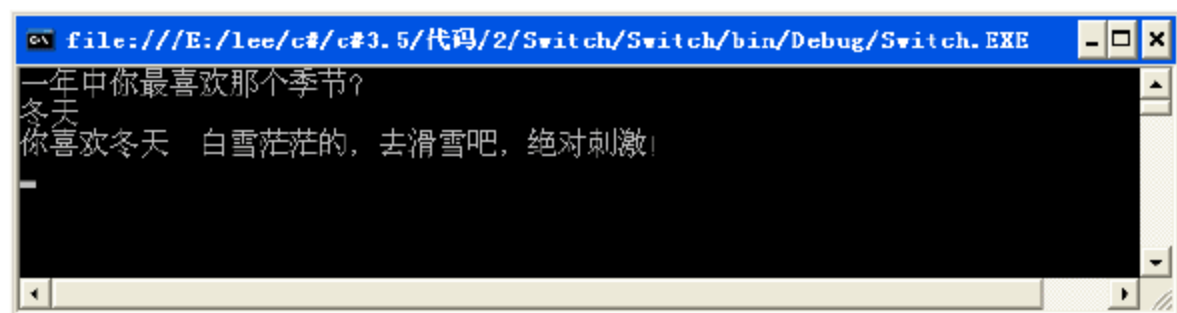 file:///E:/lee/c#/c#3.5/代码/2/Switch/Switch/bin/Debug/Switch.EXE
一年中你最喜欢那个季节?
冬天
你喜欢冬天  白雪茫茫的，去滑雪吧，绝对刺激!